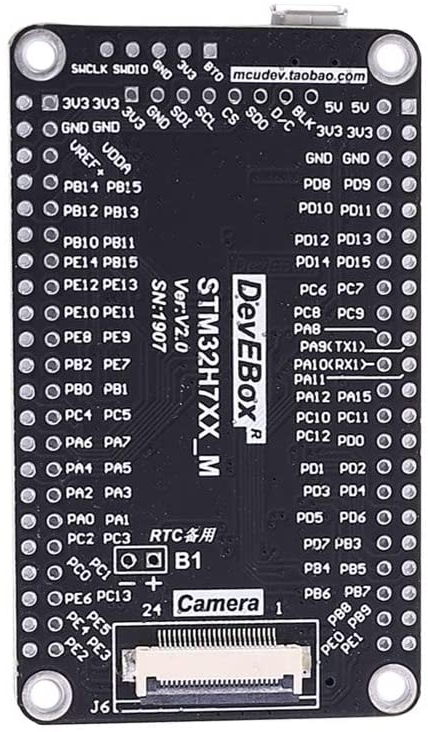 SWCLK SWDIO GND 3V3 BT0
mcudev.taobao.com
3V3 GND SDI SCL CS SDO D/C BLK
3V3 3V3
GND GND
VREF+ VDDA
PB14 PB15
PB12 PB13
PB10 PB11
PE14 PB15
PE12 PE13
PE10 PE11
PE8 PE9
PB2 PE7
PB0 PB1
PC4 PC5
PA6 PA7
PA4 PA5
PA2 PA3
PA0 PA1
PC2 PC3
PC0 PC1
PE6 PC13
PE4 PE5
PE2 PE3
DevEBox R
STM32H7XX_M
Ver:V2.0
SN:1907
5V 5V
3V3 3V3
GND GND
PD8 PD9
PD10 PD11
PD12 PD13
PD14 PD15
PC6 PC7
PC8 PC9
PA8
PA9(TX1)
PA10(RX1)
PA11
PA12 PA15
PC10 PC11
PC12 PD0
PD1 PD2
PD3 PD4
PD5 PD6
PD7 PB3
PB4 PB5
PB6 PB7
PB8 PB9
PE0 PE1
RTC备用
B1
- +
24 Camera 1
J6